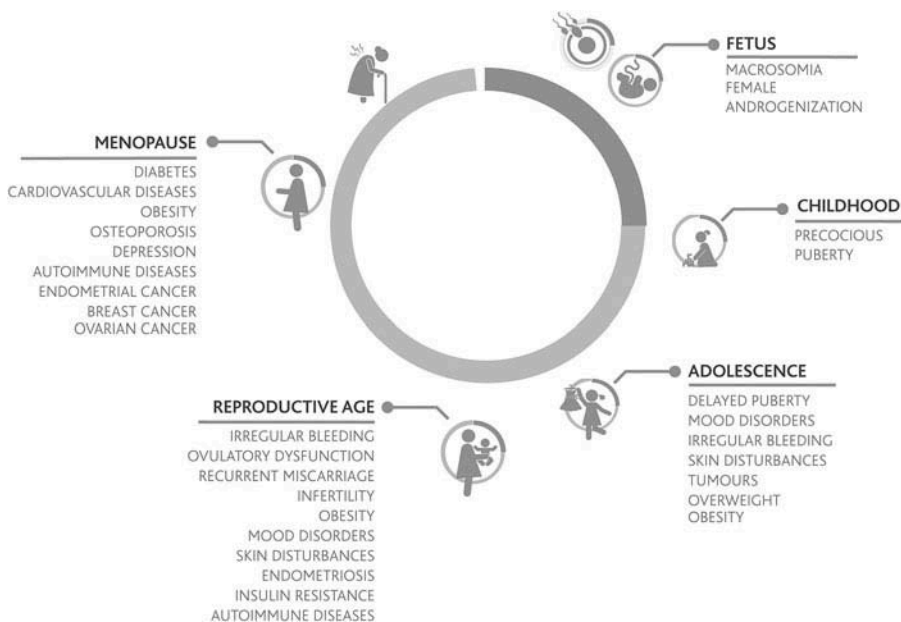 FETUS
MACROSOMIA
FEMALE
ANDROGENIZATION
MENOPAUSE
DIABETES
CARDIOVASCULAR DISEASES
OBESITY
OSTEOPOROSIS
DEPRESSION
AUTOIMMUNE DISEASES
ENDOMETRIAL CANCER
BREAST CANCER
OVARIAN CANCER
CHILDHOOD
PRECOCIOUS
PUBERTY
ADOLESCENCE
DELAYED PUBERTY
MOOD DISORDERS
IRREGULAR BLEEDING
SKIN DISTURBANCES
TUMOURS
OVERWEIGHT
OBESITY
REPRODUCTIVE AGE
IRREGULAR BLEEDING
OVULATORY DYSFUNCTION
RECURRENT MISCARRIAGE
INFERTILITY
OBESITY
MOOD DISORDERS
SKIN DISTURBANCES
ENDOMETRIOSIS
INSULIN RESISTANCE
AUTOIMMUNE DISEASES